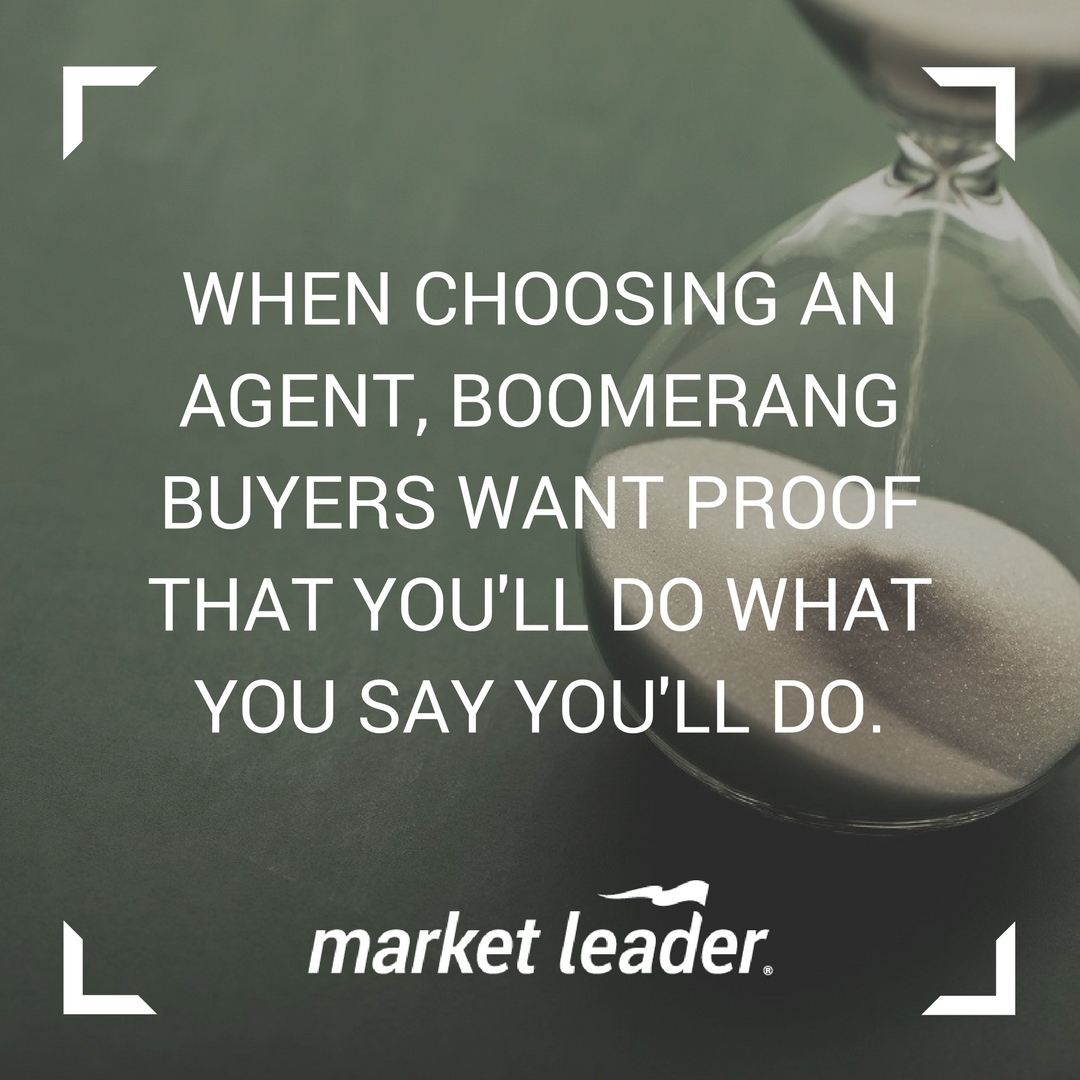 WHEN CHOOSING AN
AGENT, BOOMERANG
BUYERS WANT PROOF
THAT YOU'LL DO WHAT
YOU SAY YOU'LL DO.
market leader®